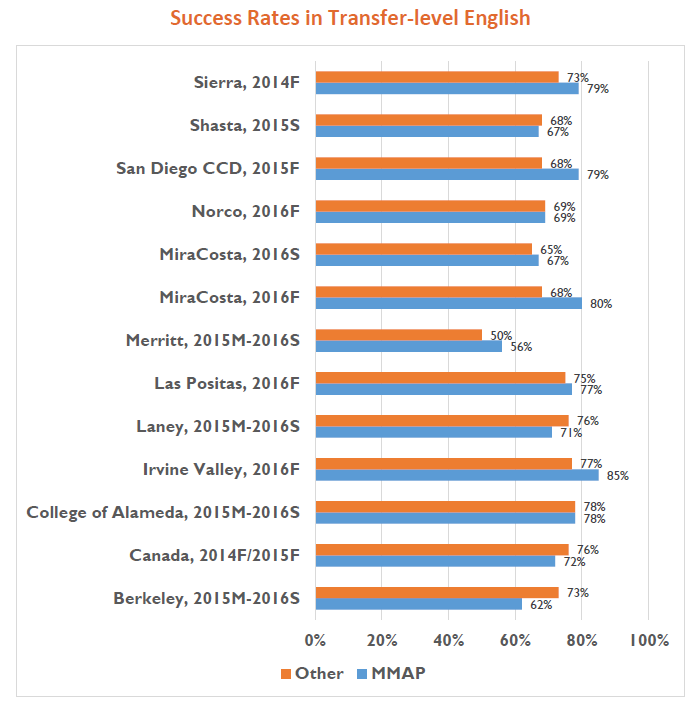 Success Rates in Transfer-level English
Sierra, 2014F
73%
79%
Shasta, 2015S
68%
67%
San Diego CCD, 2015F
68%
79%
Norco, 2016F
69%
69%
MiraCosta, 2016S
65%
67%
MiraCosta, 2016F
68%
80%
Merritt, 2015M-2016S
50%
56%
Las Positas, 2016F
75%
77%
Laney, 2015M-2016S
76%
71%
Irvine Valley, 2016F
77%
85%
College of Alameda, 2015M-2016S
78%
78%
Canada, 2014F/2015F
76%
72%
Berkeley, 2015M-2016S
73%
62%
0% 20% 40% 60% 80% 100%
Other MMAP